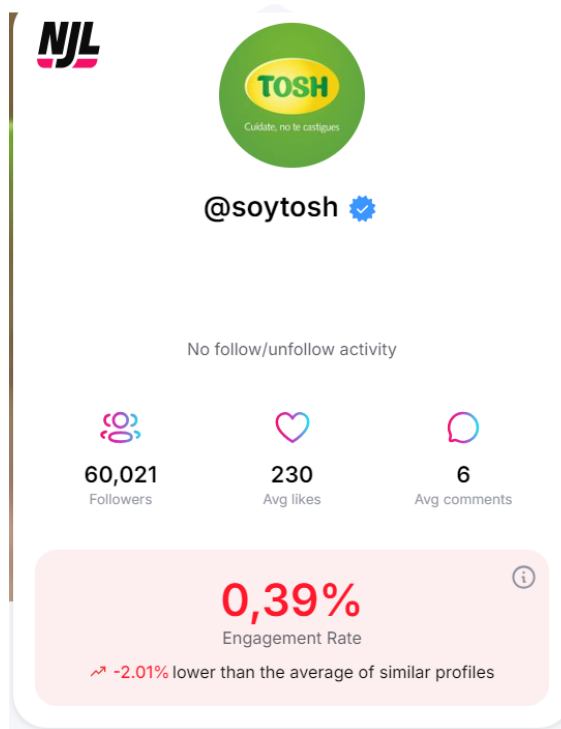 NJL
TOSH
Cuídate, no te castigues
@soytosh
No follow/unfollow activity
60,021 230 6
Followers Avg likes Avg comments
0,39%
Engagement Rate
-2.01% lower than the average of similar profiles